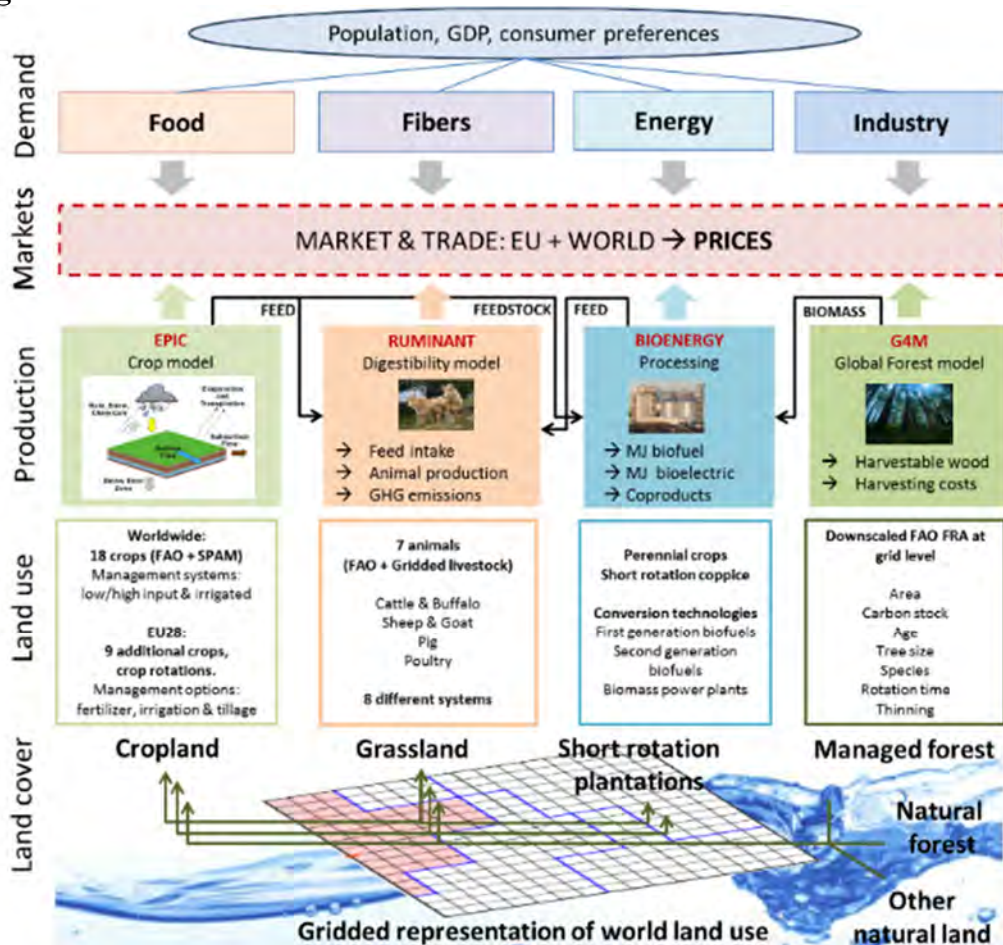 Population, GDP, consumer preferences
Demand
Food
Fibers
Energy
Industry
Markets
MARKET & TRADE: EU + WORLD → PRICES
FEED
FEEDSTOCK
FEED
BIOMASS
Production
EPIC
Crop model
Rain, Snow,
Evaporation
and
Transpiration
Subsurface
Flow
RUMINANT
Digestibility model
→ Feed intake
→ Animal production
→ GHG emissions
BIOENERGY
Processing
→ MJ biofuel
→ MJ bioelectric
→ Coproducts
G4M
Global Forest model
→ Harvestable wood
→ Harvesting costs
Land use
Worldwide:
18 crops (FAO + SPAM)
Management systems:
low/high input & irrigated
EU28:
9 additional crops,
crop rotations.
Management options:
fertilizer, irrigation & tillage
7 animals
(FAO + Gridded livestock)
Cattle & Buffalo
Sheep & Goat
Pig
Poultry
8 different systems
Perennial crops
Short rotation coppice
Conversion technologies
First generation biofuels
Second generation
biofuels
Biomass power plants
Downscaled FAO FRA at
grid level
Area
Carbon stock
Age
Tree size
Species
Rotation time
Thinning
Land cover
Cropland
Grassland
Short rotation
plantations
Managed forest
Natural
forest
Other
natural land
Gridded representation of world land use